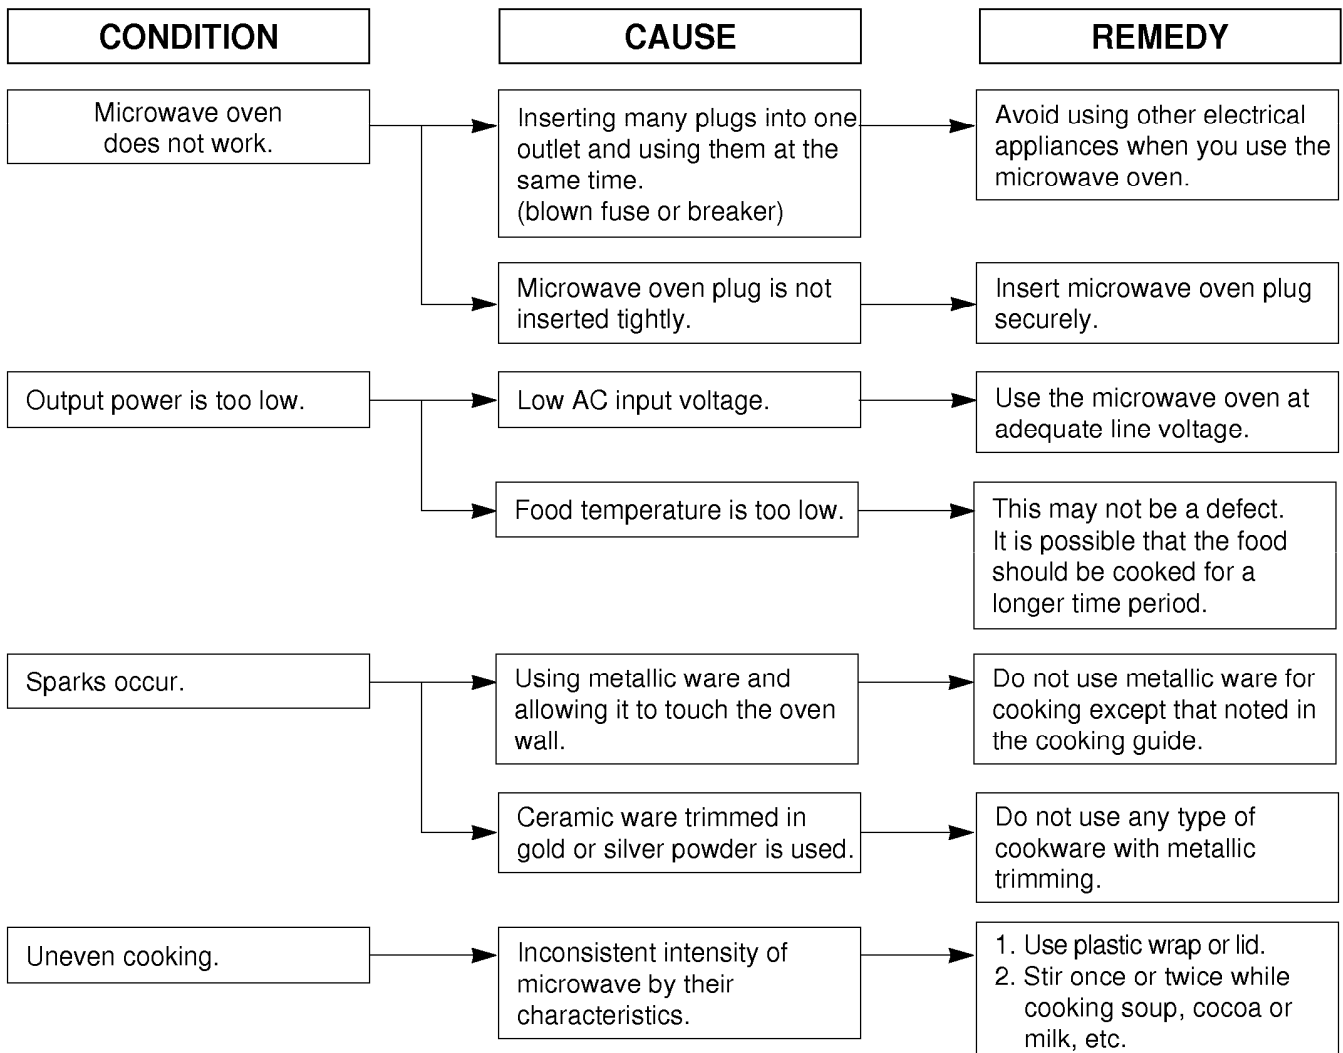 CONDITION
CAUSE
REMEDY
Microwave oven
does not work.
Inserting many plugs into one
outlet and using them at the
same time.
(blown fuse or breaker)
Avoid using other electrical
appliances when you use the
microwave oven.
Microwave oven plug is not
inserted tightly.
Insert microwave oven plug
securely.
Output power is too low.
Low AC input voltage.
Use the microwave oven at
adequate line voltage.
Food temperature is too low.
This may not be a defect.
It is possible that the food
should be cooked for a
longer time period.
Sparks occur.
Using metallic ware and
allowing it to touch the oven
wall.
Do not use metallic ware for
cooking except that noted in
the cooking guide.
Ceramic ware trimmed in
gold or silver powder is used.
Do not use any type of
cookware with metallic
trimming.
Uneven cooking.
Inconsistent intensity of
microwave by their
characteristics.
1. Use plastic wrap or lid.
2. Stir once or twice while
cooking soup, cocoa or
milk, etc.